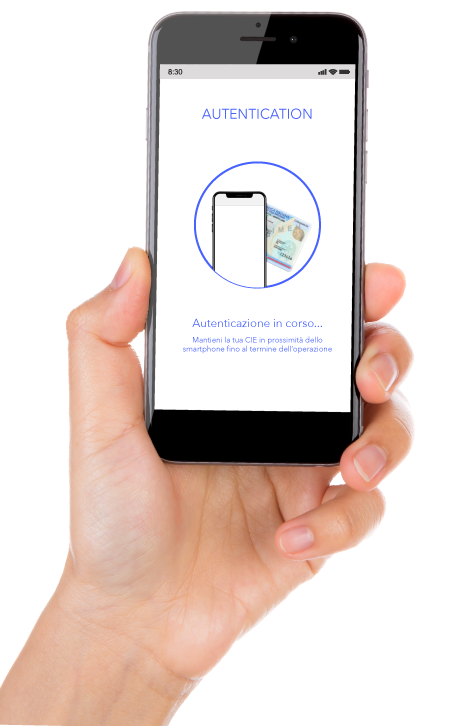 8:30
AUTENTICATION
Autenticazione in corso...
Mantieni la tua CIE in prossimità dello
smartphone fino al termine dell'operazione